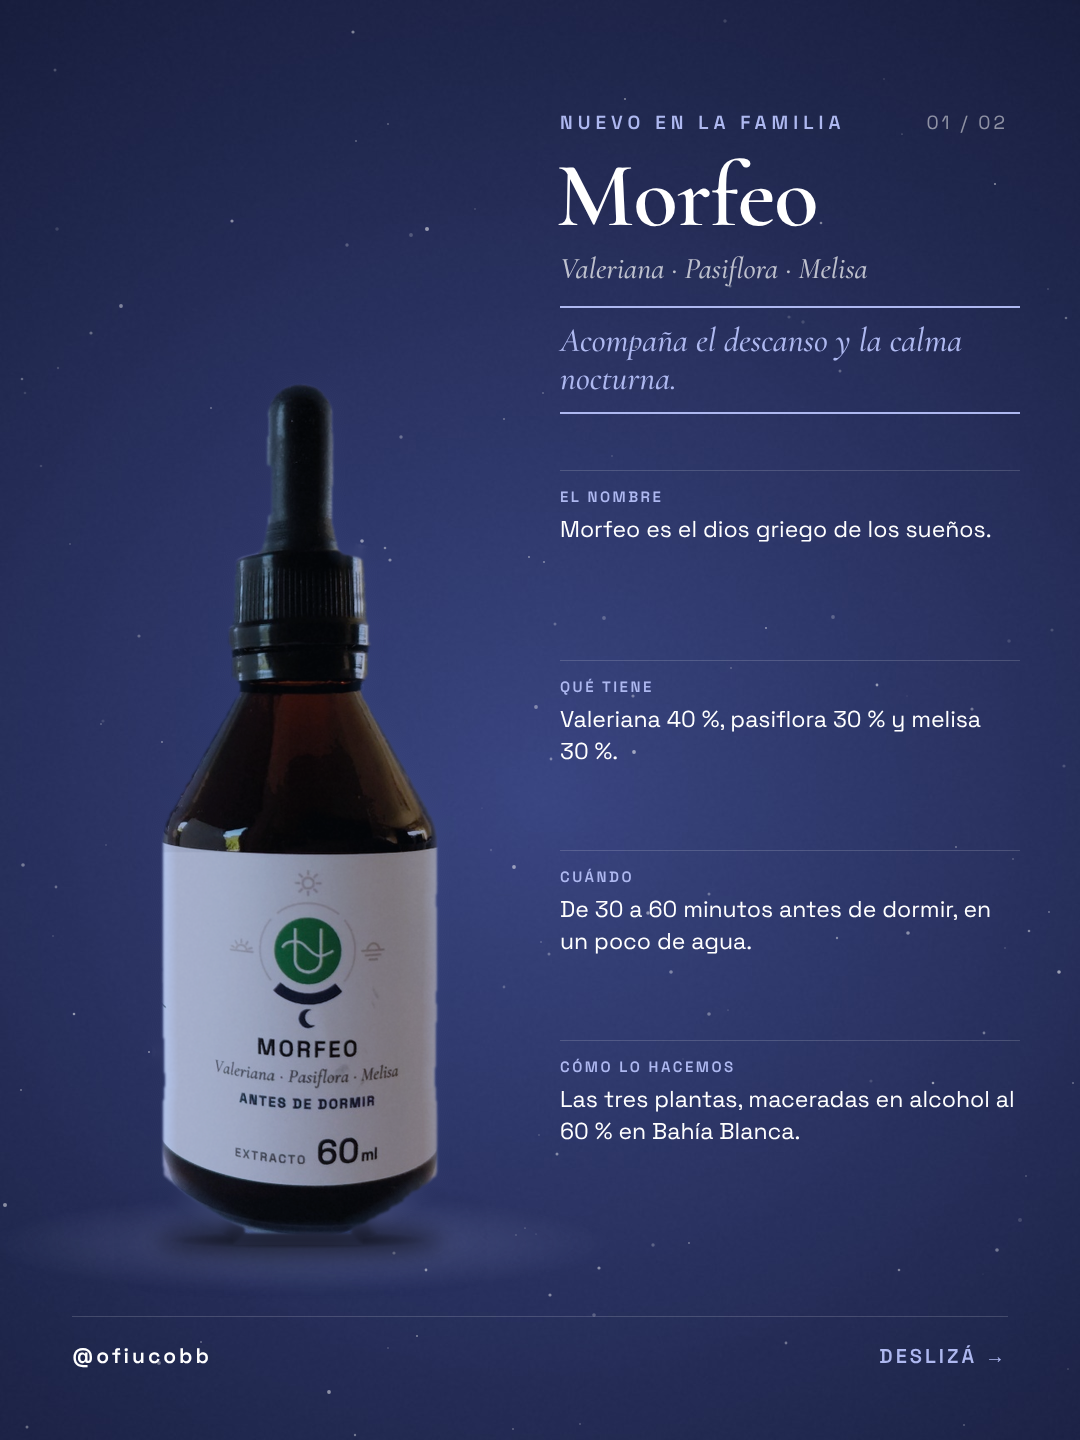 NUEVO EN LA FAMILIA 01 / 02
Morfeo
Valeriana · Pasiflora · Melisa
Acompaña el descanso y la calma
nocturna.
EL NOMBRE
Morfeo es el dios griego de los sueños.
QUÉ TIENE
Valeriana 40 %, pasiflora 30 % y melisa
30 %.
CUÁNDO
De 30 a 60 minutos antes de dormir, en
un poco de agua.
CÓMO LO HACEMOS
Las tres plantas, maceradas en alcohol al
60 % en Bahía Blanca.
MORFEO
Valeriana · Pasiflora · Melisa
ANTES DE DORMIR
EXTRACTO 60 ml
@ofiucobb DESLIZÁ →